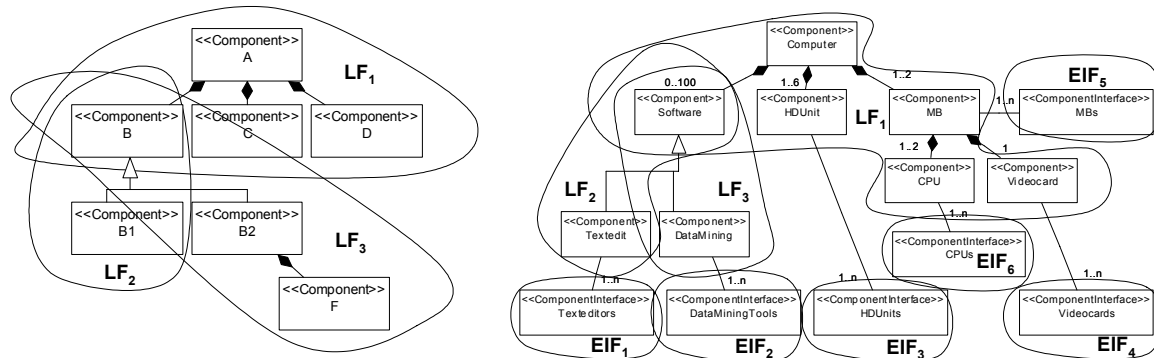 <<Component>>
A
LF1
<<Component>>
B
<<Component>>
C
<<Component>>
D
<<Component>>
B1
<<Component>>
B2
LF2
LF3
<<Component>>
F
<<Component>>
Computer
0..100
1..6
1..2
<<Component>>
Software
<<Component>>
HDUnit
LF1
<<Component>>
MB
1..n
EIF5
<<ComponentInterface>>
MBs
1..2
1
<<Component>>
CPU
<<Component>>
Videocard
LF2
LF3
<<Component>>
Textedit
<<Component>>
DataMining
1..n
<<ComponentInterface>>
CPUs
EIF6
1..n
1..n
1..n
1..n
<<ComponentInterface>>
Texteditors
<<ComponentInterface>>
DataMiningTools
<<ComponentInterface>>
HDUnits
<<ComponentInterface>>
Videocards
EIF1
EIF2
EIF3
EIF4